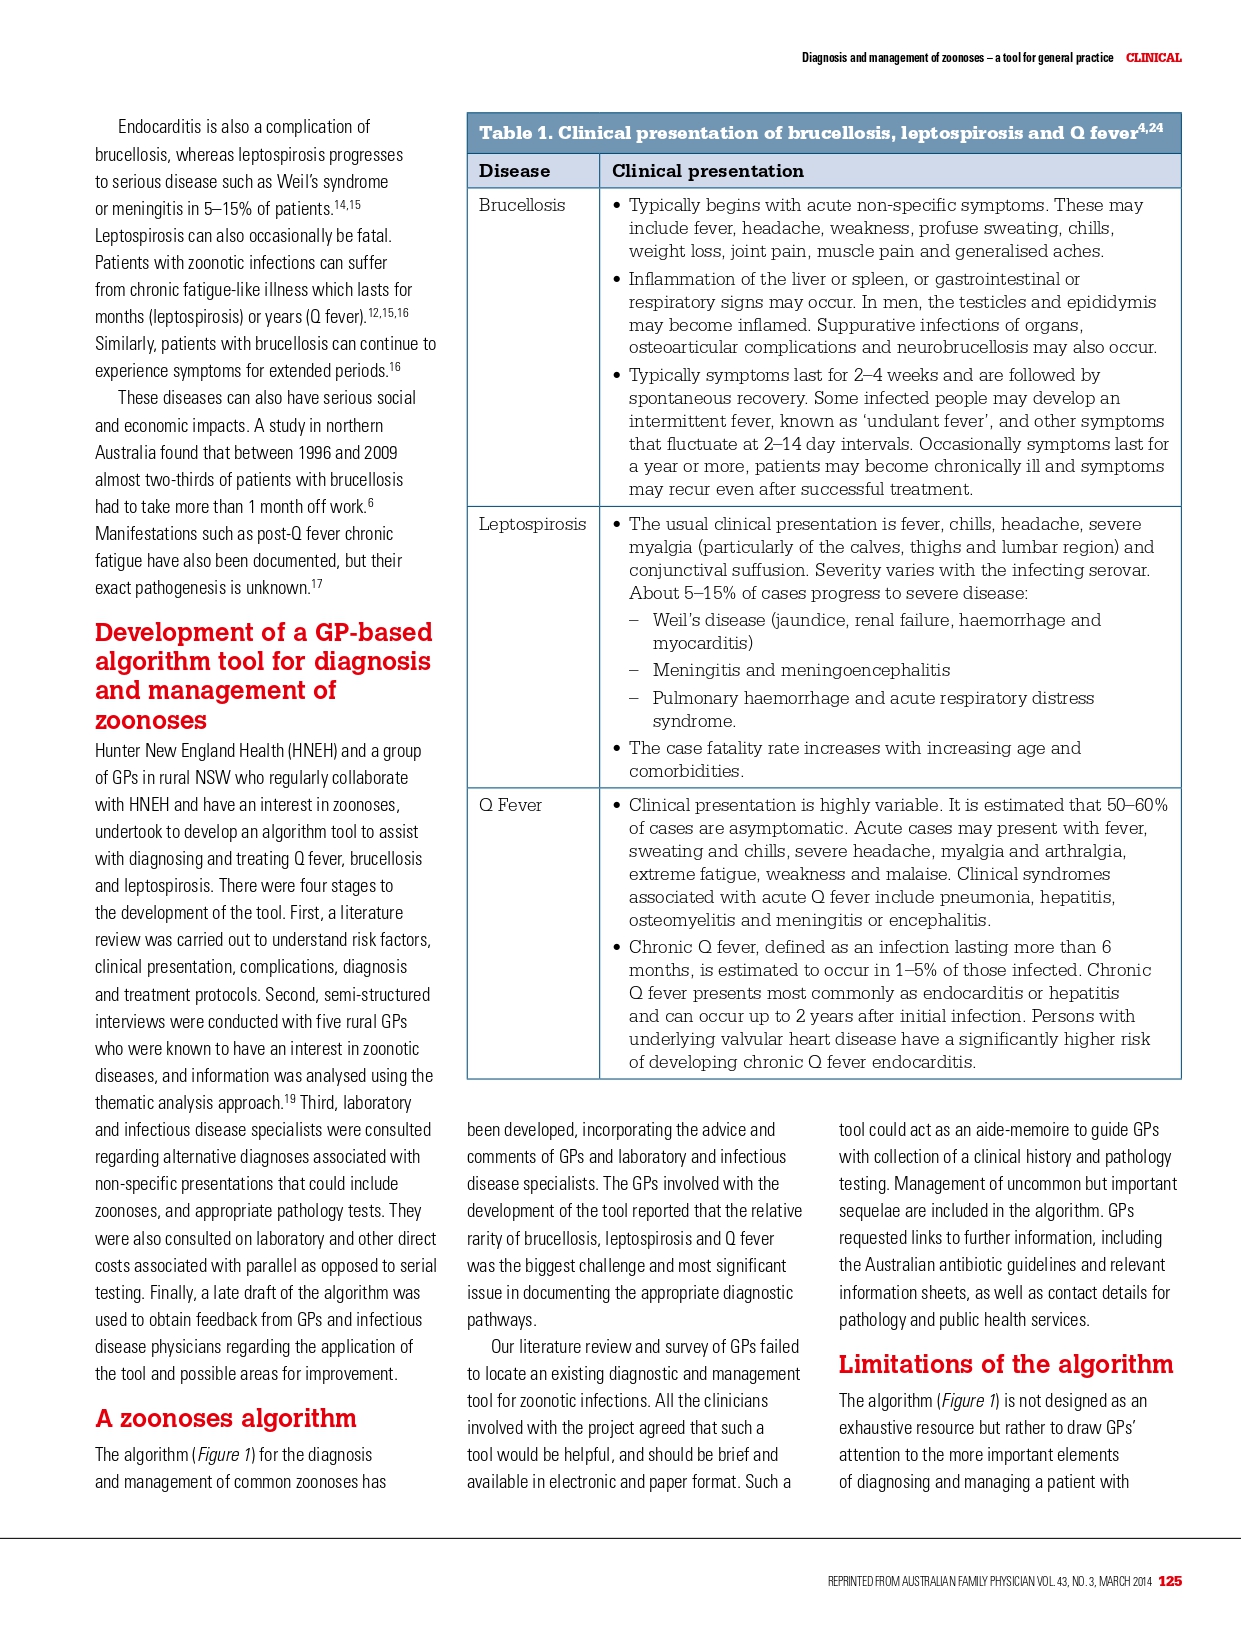 Diagnosis and management of zoonoses – a tool for general practice CLINICAL
Endocarditis is also a complication of
brucellosis, whereas leptospirosis progresses
to serious disease such as Weil's syndrome
or meningitis in 5–15% of patients.14,15
Leptospirosis can also occasionally be fatal.
Patients with zoonotic infections can suffer
from chronic fatigue-like illness which lasts for
months (leptospirosis) or years (Q fever).12,15,16
Similarly, patients with brucellosis can continue to
experience symptoms for extended periods.16
These diseases can also have serious social
and economic impacts. A study in northern
Australia found that between 1996 and 2009
almost two-thirds of patients with brucellosis
had to take more than 1 month off work.6
Manifestations such as post-Q fever chronic
fatigue have also been documented, but their
exact pathogenesis is unknown.17
Development of a GP-based
algorithm tool for diagnosis
and management of
zoonoses
Hunter New England Health (HNEH) and a group
of GPs in rural NSW who regularly collaborate
with HNEH and have an interest in zoonoses,
undertook to develop an algorithm tool to assist
with diagnosing and treating Q fever, brucellosis
and leptospirosis. There were four stages to
the development of the tool. First, a literature
review was carried out to understand risk factors,
clinical presentation, complications, diagnosis
and treatment protocols. Second, semi-structured
interviews were conducted with five rural GPs
who were known to have an interest in zoonotic
diseases, and information was analysed using the
thematic analysis approach.19 Third, laboratory
and infectious disease specialists were consulted
regarding alternative diagnoses associated with
non-specific presentations that could include
zoonoses, and appropriate pathology tests. They
were also consulted on laboratory and other direct
costs associated with parallel as opposed to serial
testing. Finally, a late draft of the algorithm was
used to obtain feedback from GPs and infectious
disease physicians regarding the application of
the tool and possible areas for improvement.
A zoonoses algorithm
The algorithm (Figure 1) for the diagnosis
and management of common zoonoses has
Table 1. Clinical presentation of brucellosis, leptospirosis and Q fever4,24
Disease Clinical presentation
Brucellosis • Typically begins with acute non-specific symptoms. These may
include fever, headache, weakness, profuse sweating, chills,
weight loss, joint pain, muscle pain and generalised aches.
• Inflammation of the liver or spleen, or gastrointestinal or
respiratory signs may occur. In men, the testicles and epididymis
may become inflamed. Suppurative infections of organs,
osteoarticular complications and neurobrucellosis may also occur.
• Typically symptoms last for 2–4 weeks and are followed by
spontaneous recovery. Some infected people may develop an
intermittent fever, known as ‘undulant fever’, and other symptoms
that fluctuate at 2–14 day intervals. Occasionally symptoms last for
a year or more, patients may become chronically ill and symptoms
may recur even after successful treatment.
Leptospirosis • The usual clinical presentation is fever, chills, headache, severe
myalgia (particularly of the calves, thighs and lumbar region) and
conjunctival suffusion. Severity varies with the infecting serovar.
About 5–15% of cases progress to severe disease:
– Weil's disease (jaundice, renal failure, haemorrhage and
myocarditis)
– Meningitis and meningoencephalitis
– Pulmonary haemorrhage and acute respiratory distress
syndrome.
• The case fatality rate increases with increasing age and
comorbidities.
Q Fever • Clinical presentation is highly variable. It is estimated that 50–60%
of cases are asymptomatic. Acute cases may present with fever,
sweating and chills, severe headache, myalgia and arthralgia,
extreme fatigue, weakness and malaise. Clinical syndromes
associated with acute Q fever include pneumonia, hepatitis,
osteomyelitis and meningitis or encephalitis.
• Chronic Q fever, defined as an infection lasting more than 6
months, is estimated to occur in 1–5% of those infected. Chronic
Q fever presents most commonly as endocarditis or hepatitis
and can occur up to 2 years after initial infection. Persons with
underlying valvular heart disease have a significantly higher risk
of developing chronic Q fever endocarditis.
been developed, incorporating the advice and
comments of GPs and laboratory and infectious
disease specialists. The GPs involved with the
development of the tool reported that the relative
rarity of brucellosis, leptospirosis and Q fever
was the biggest challenge and most significant
issue in documenting the appropriate diagnostic
pathways.
Our literature review and survey of GPs failed
to locate an existing diagnostic and management
tool for zoonotic infections. All the clinicians
involved with the project agreed that such a
tool would be helpful, and should be brief and
available in electronic and paper format. Such a
tool could act as an aide-memoire to guide GPs
with collection of a clinical history and pathology
testing. Management of uncommon but important
sequelae are included in the algorithm. GPs
requested links to further information, including
the Australian antibiotic guidelines and relevant
information sheets, as well as contact details for
pathology and public health services.
Limitations of the algorithm
The algorithm (Figure 1) is not designed as an
exhaustive resource but rather to draw GPs'
attention to the more important elements
of diagnosing and managing a patient with
REPRINTED FROM AUSTRALIAN FAMILY PHYSICIAN VOL. 43, NO. 3, MARCH 2014 125